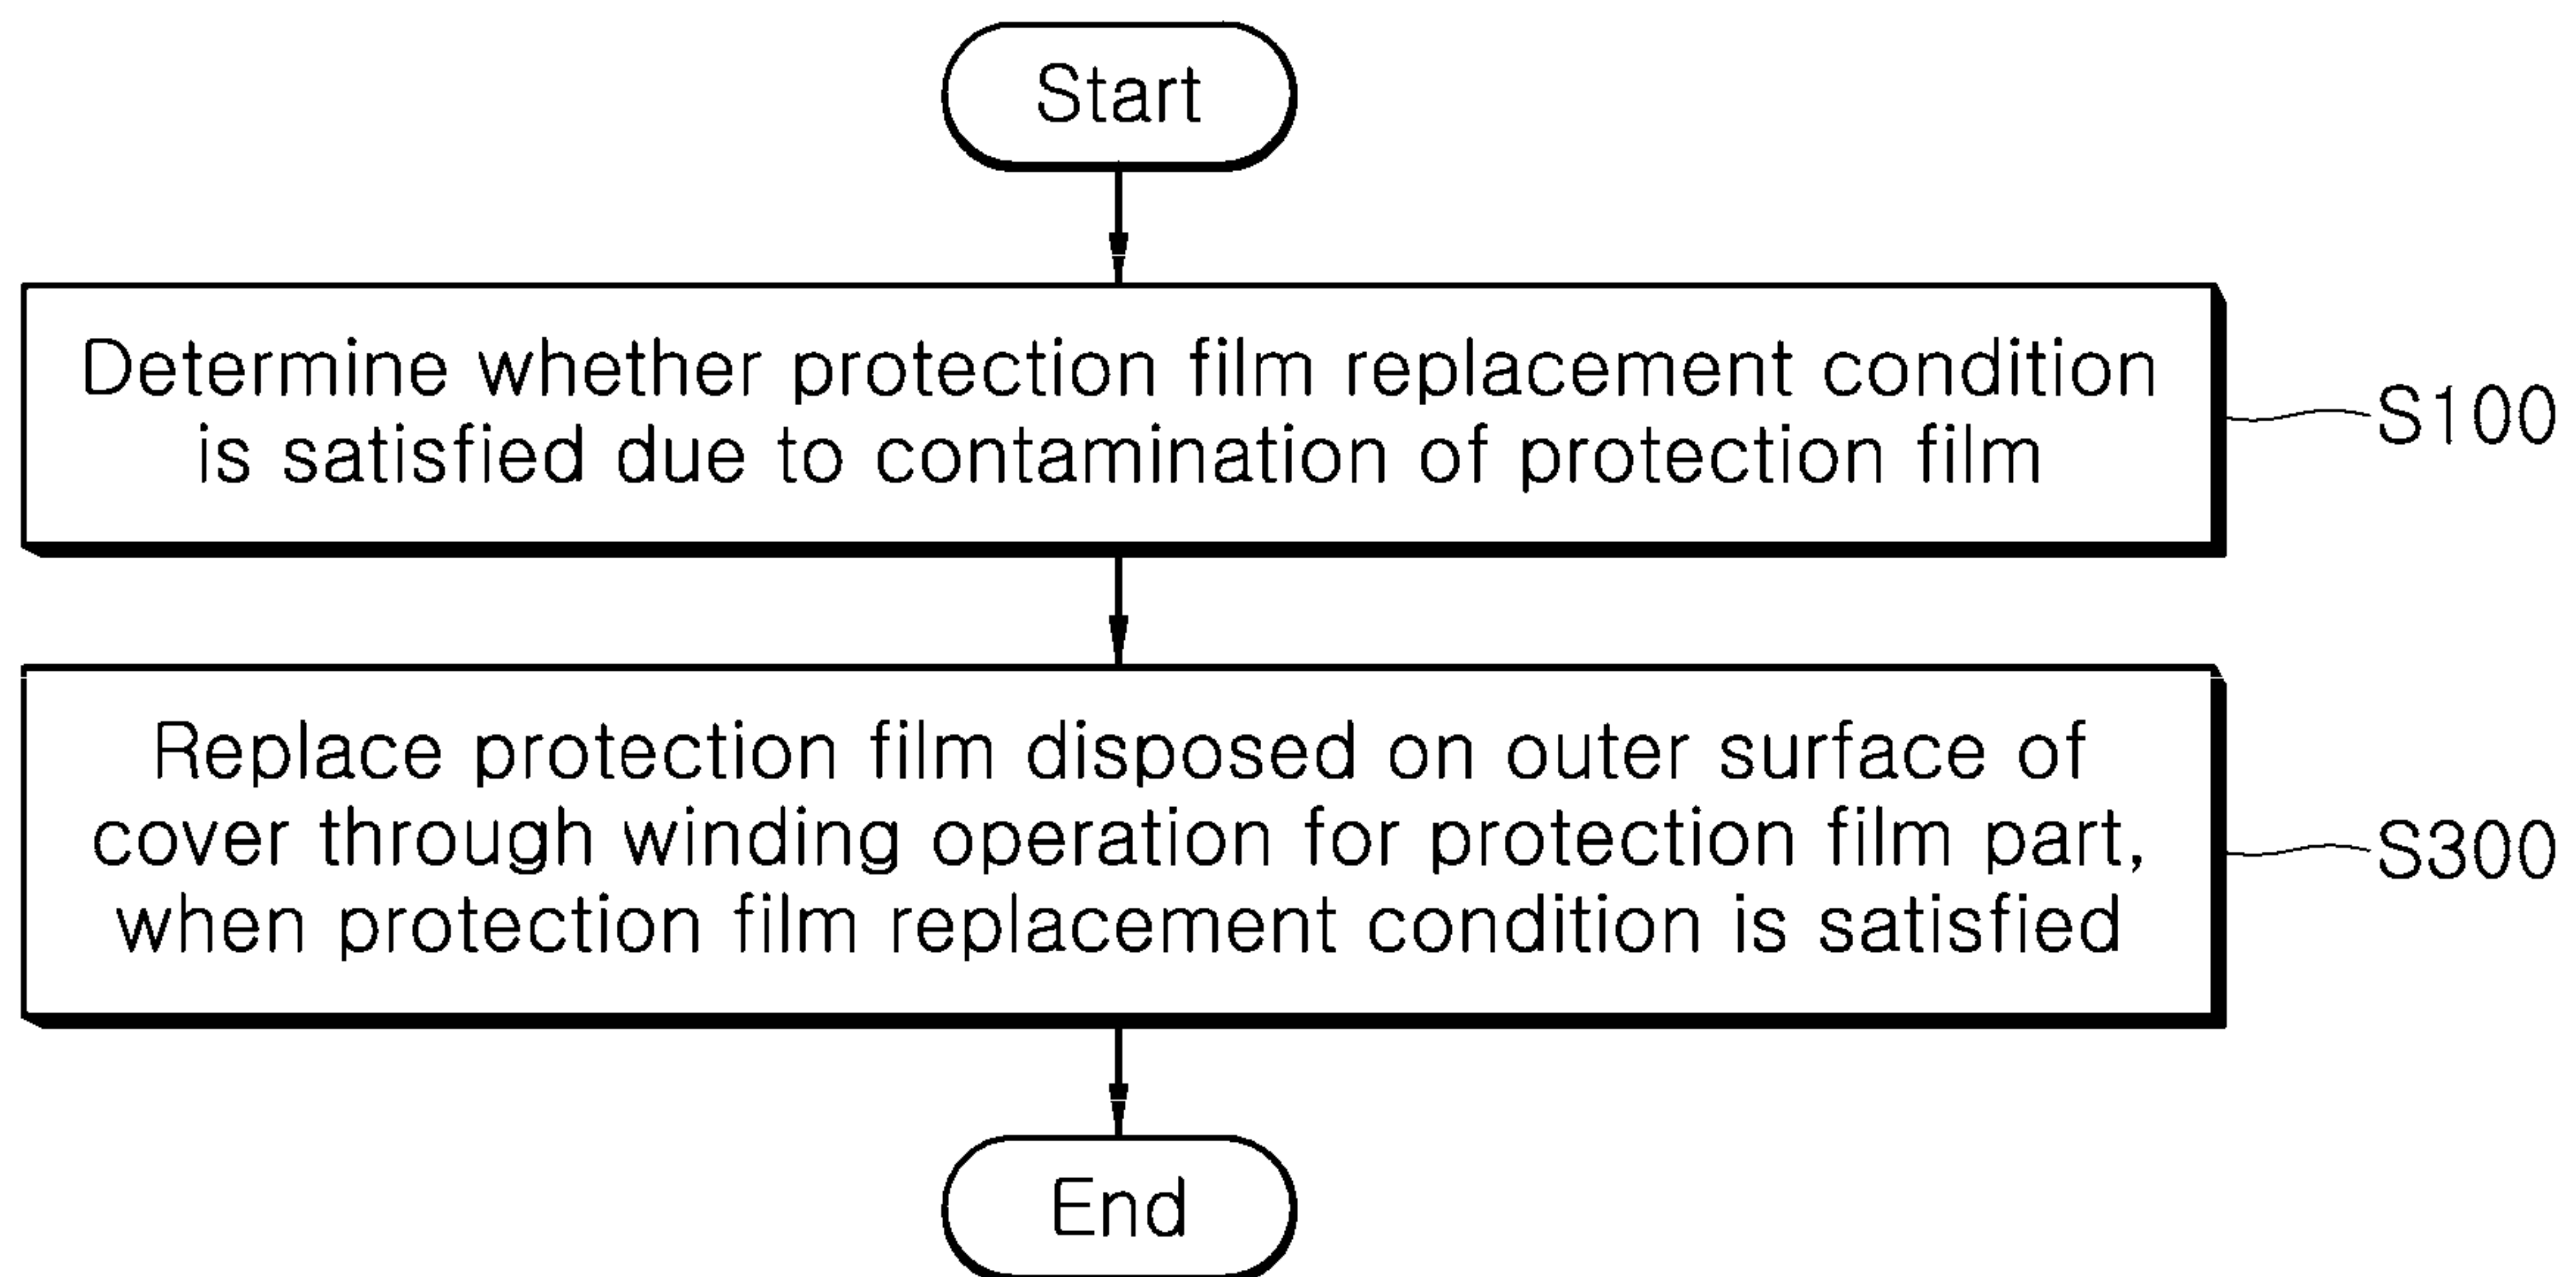 Start
Determine whether protection film replacement condition
is satisfied due to contamination of protection film
S100
Replace protection film disposed on outer surface of
cover through winding operation for protection film part,
when protection film replacement condition is satisfied
S300
End